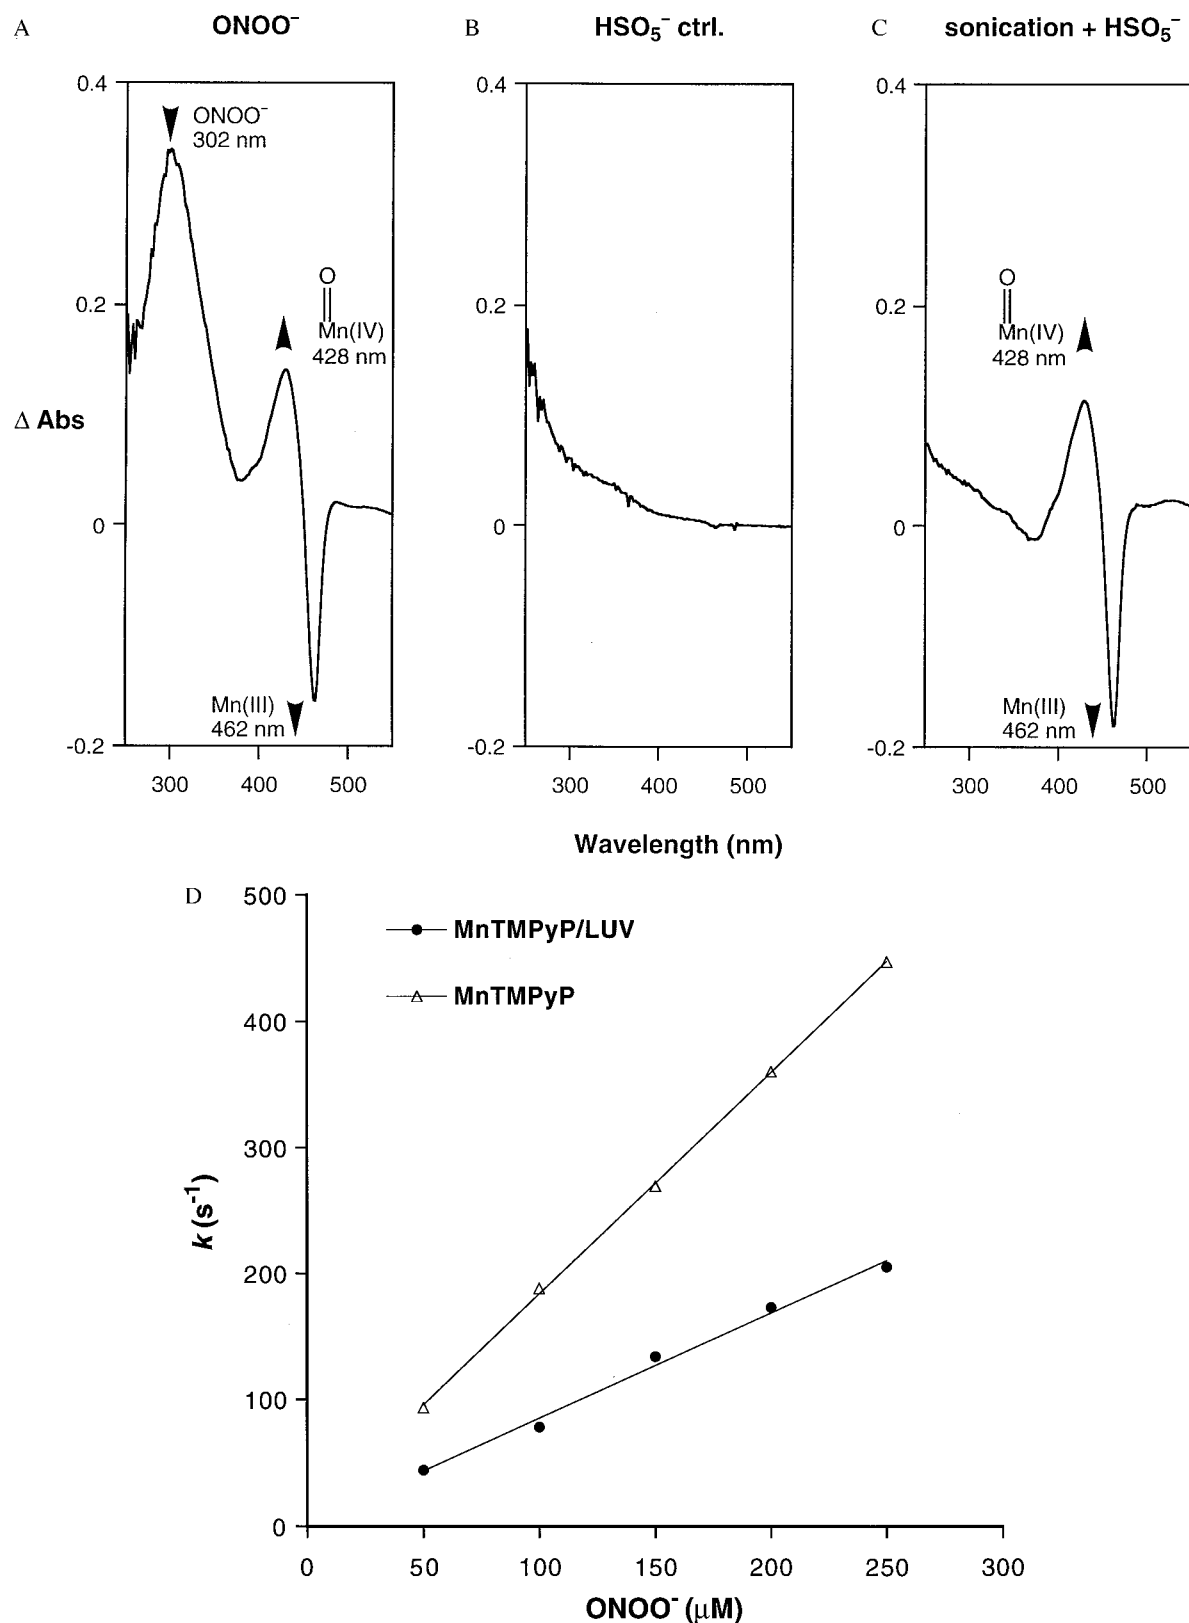 A
ONOO⁻
B
HSO₅⁻ ctrl.
C
sonication + HSO₅⁻
0.4
0.2
0
-0.2
Δ Abs
ONOO⁻
302 nm
O
Mn(IV)
428 nm
Mn(III)
462 nm
300 400 500
0.4
0.2
0
-0.2
300 400 500
0.4
0.2
0
-0.2
O
Mn(IV)
428 nm
Mn(III)
462 nm
300 400 500
Wavelength (nm)
D
500
400
300
200
100
0
k (s⁻¹)
MnTMPyP/LUV
MnTMPyP
0 50 100 150 200 250 300
ONOO⁻ (μM)